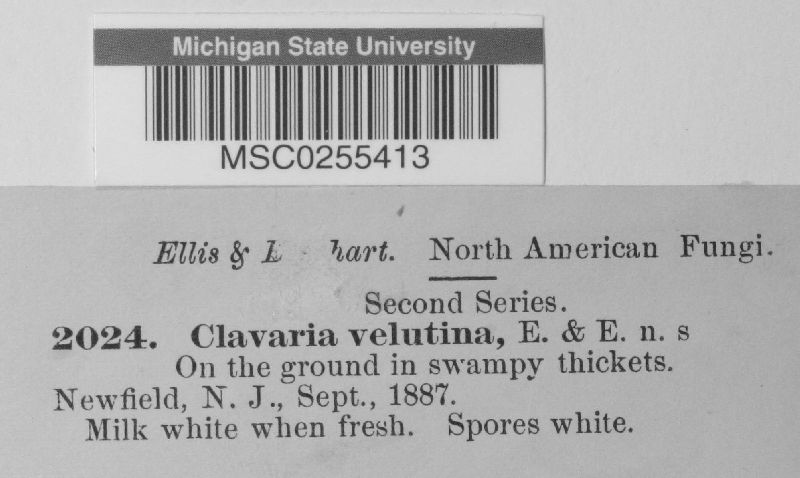 Michigan State University
MSC0255413
Ellis & hart. North American Fungi.
Second Series.
2024. Clavaria velutina, E. & E. n. s
On the ground in swampy thickets.
Newfield, N. J., Sept., 1887.
Milk white when fresh. Spores white.